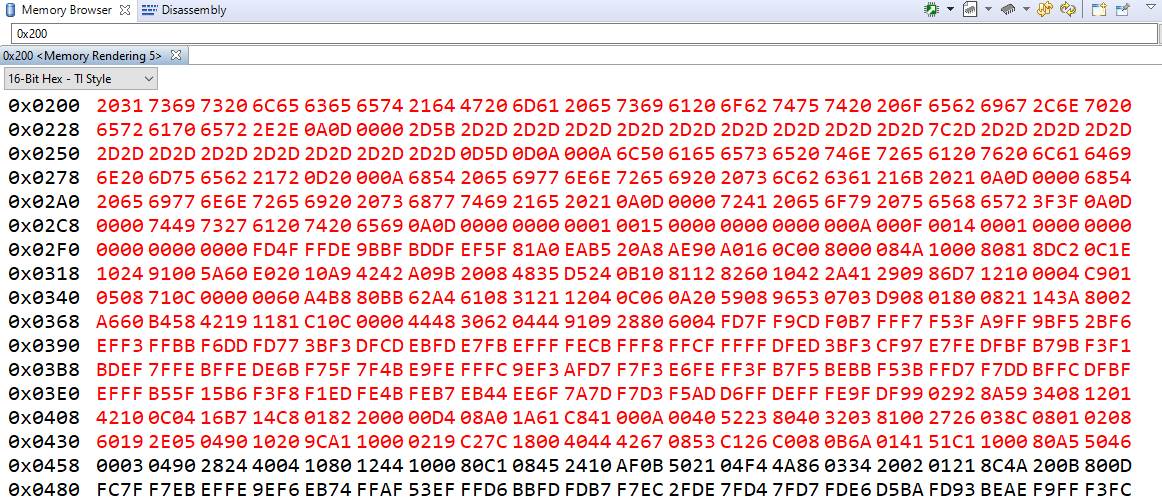 Memory Browser Disassembly
0x200
0x200 <Memory Rendering 5>
16-Bit Hex - TI Style
0x0200 2031 7369 7320 6C65 6365 6574 2164 4720 6D61 2065 7369 6120 6F62 7475 7420 206F 6562 6967 2C6E 7020
0x0228 6572 6170 6572 2E2E 0A0D 0000 2D5B 2D2D 2D2D 2D2D 2D2D 2D2D 2D2D 2D2D 2D2D 2D2D 7C2D 2D2D 2D2D 2D2D
0x0250 2D2D 2D2D 2D2D 2D2D 2D2D 2D2D 2D2D 0D5D 0D0A 000A 6C50 6165 6573 6520 746E 7265 6120 7620 6C61 6469
0x0278 6E20 6D75 6562 2172 0D20 000A 6854 2065 6977 6E6E 7265 6920 2073 6C62 6361 216B 2021 0A0D 0000 6854
0x02A0 2065 6977 6E6E 7265 6920 2073 6877 7469 2165 2021 0A0D 0000 7241 2065 6F79 2075 6568 6572 3F3F 0A0D
0x02C8 0000 7449 7327 6120 7420 6569 0A0D 0000 0000 0001 0015 0000 0000 0000 000A 000F 0014 0001 0000 0000
0x02F0 0000 0000 0000 FD4F FFDE 9BBF BDDF EF5F 81A0 EAB5 20A8 AE90 A016 0C00 8000 084A 1000 8081 8DC2 0C1E
0x0318 1024 9100 5A60 E020 10A9 4242 A09B 2008 4835 D524 0B10 8112 8261 1042 2A41 2909 86D7 1210 0004 C901
0x0340 0508 710C 0000 0060 A4B8 80BB 62A4 6108 3121 1204 0C06 0A20 5908 9653 0703 D908 0180 0821 143A 8002
0x0368 A660 B458 4219 1181 C10C 0000 4448 3062 0444 9109 2880 6004 FD7F F9CD F0B7 FFF7 F53F A9FF 9BF5 2BF6
0x0390 EFF3 FFBB F6DD FD77 3BF3 DFCD EBFD E7FB EFFF FECB FFF8 FFCF FFFF DFED 3BF3 CF97 E7FE DFBF B79B F3F1
0x03B8 BDEF 7FFE BFFE DE6B F75F 7F4B E9FE FFFC 9EF3 AFD7 F7F3 E6FE FF3F B7F5 BEBB F53B FFD7 F7DD BFFC DFBF
0x03E0 EFFF B55F 15B6 F3F8 F1ED FE4B FEB7 EB44 EE6F 7A7D F7D3 F5AD D6FF DEFF FE9F DF99 0292 8A59 3408 1201
0x0408 4210 0C04 16B7 14C8 0182 2000 00D4 08A0 1A61 C841 000A 0040 5223 8040 3203 8100 2726 038C 0801 0208
0x0430 6019 2E05 0490 1020 9CA1 1000 0219 C27C 1800 4044 4267 0853 C126 C008 0B6A 0141 51C1 1000 80A5 5046
0x0458 0003 0490 2824 4004 1080 1244 1000 80C1 0845 2410 AF0B 5021 04F4 4A86 0334 2002 0121 8C4A 200B 800D
0x0480 FC7F F7EB EFFE 9EF6 EB74 FFAF 53EF FFD6 BBFD FDB7 F7EC 2FDE 7FD4 7FD7 FDE6 D5BA FD93 BEAE F9FF F3FC